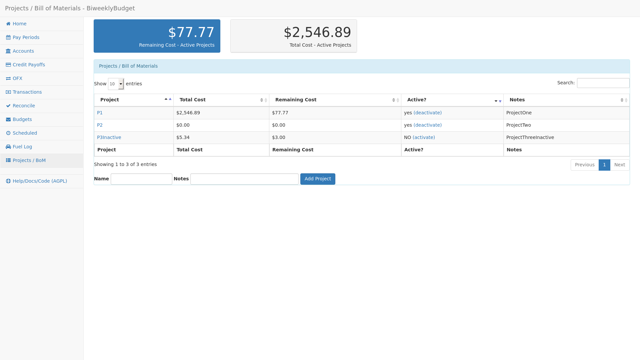 Projects / Bill of Materials - BiweeklyBudget
Home
Pay Periods
Accounts
Credit Payoffs
OFX
Transactions
Reconcile
Budgets
Scheduled
Fuel Log
Projects / BoM
Help/Docs/Code (AGPL)
$77.77
Remaining Cost - Active Projects
$2,546.89
Total Cost - Active Projects
Projects / Bill of Materials
Show 10 entries
Search:
Project Total Cost Remaining Cost Active? Notes
P1 $2,546.89 $77.77 yes (deactivate) ProjectOne
P2 $0.00 $0.00 yes (deactivate) ProjectTwo
P3Inactive $5.34 $3.00 NO (activate) ProjectThreeInactive
Project Total Cost Remaining Cost Active? Notes
Showing 1 to 3 of 3 entries
Previous 1 Next
Name Notes Add Project